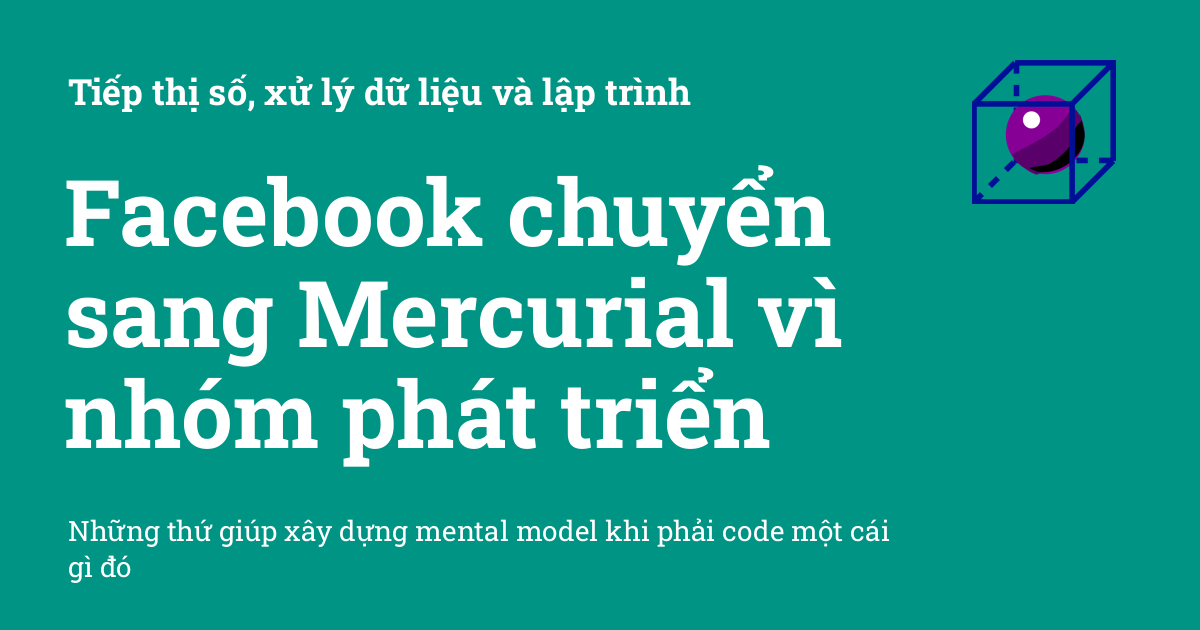 Tiếp thị số, xử lý dữ liệu và lập trình
Facebook chuyển
sang Mercurial vì
nhóm phát triển
Những thứ giúp xây dựng mental model khi phải code một cái
gì đó